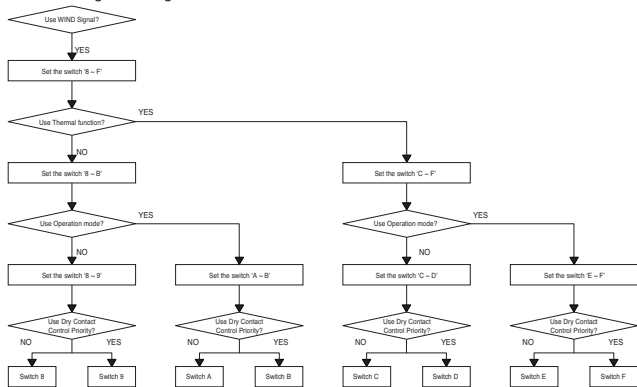 Use WIND Signal?
YES
Set the switch '8 ~ F'
YES
Use Thermal function?
NO
Set the switch '8 ~ B'
Set the switch 'C ~ F'
YES
YES
Use Operation mode?
Use Operation mode?
NO
NO
Set the switch '8 ~ 9'
Set the switch 'A ~ B'
Set the switch 'C ~ D'
Set the switch 'E ~ F'
Use Dry Contact
Control Priority?
Use Dry Contact
Control Priority?
Use Dry Contact
Control Priority?
Use Dry Contact
Control Priority?
NO
YES
NO
YES
NO
YES
NO
YES
Switch 8
Switch 9
Switch A
Switch B
Switch C
Switch D
Switch E
Switch F